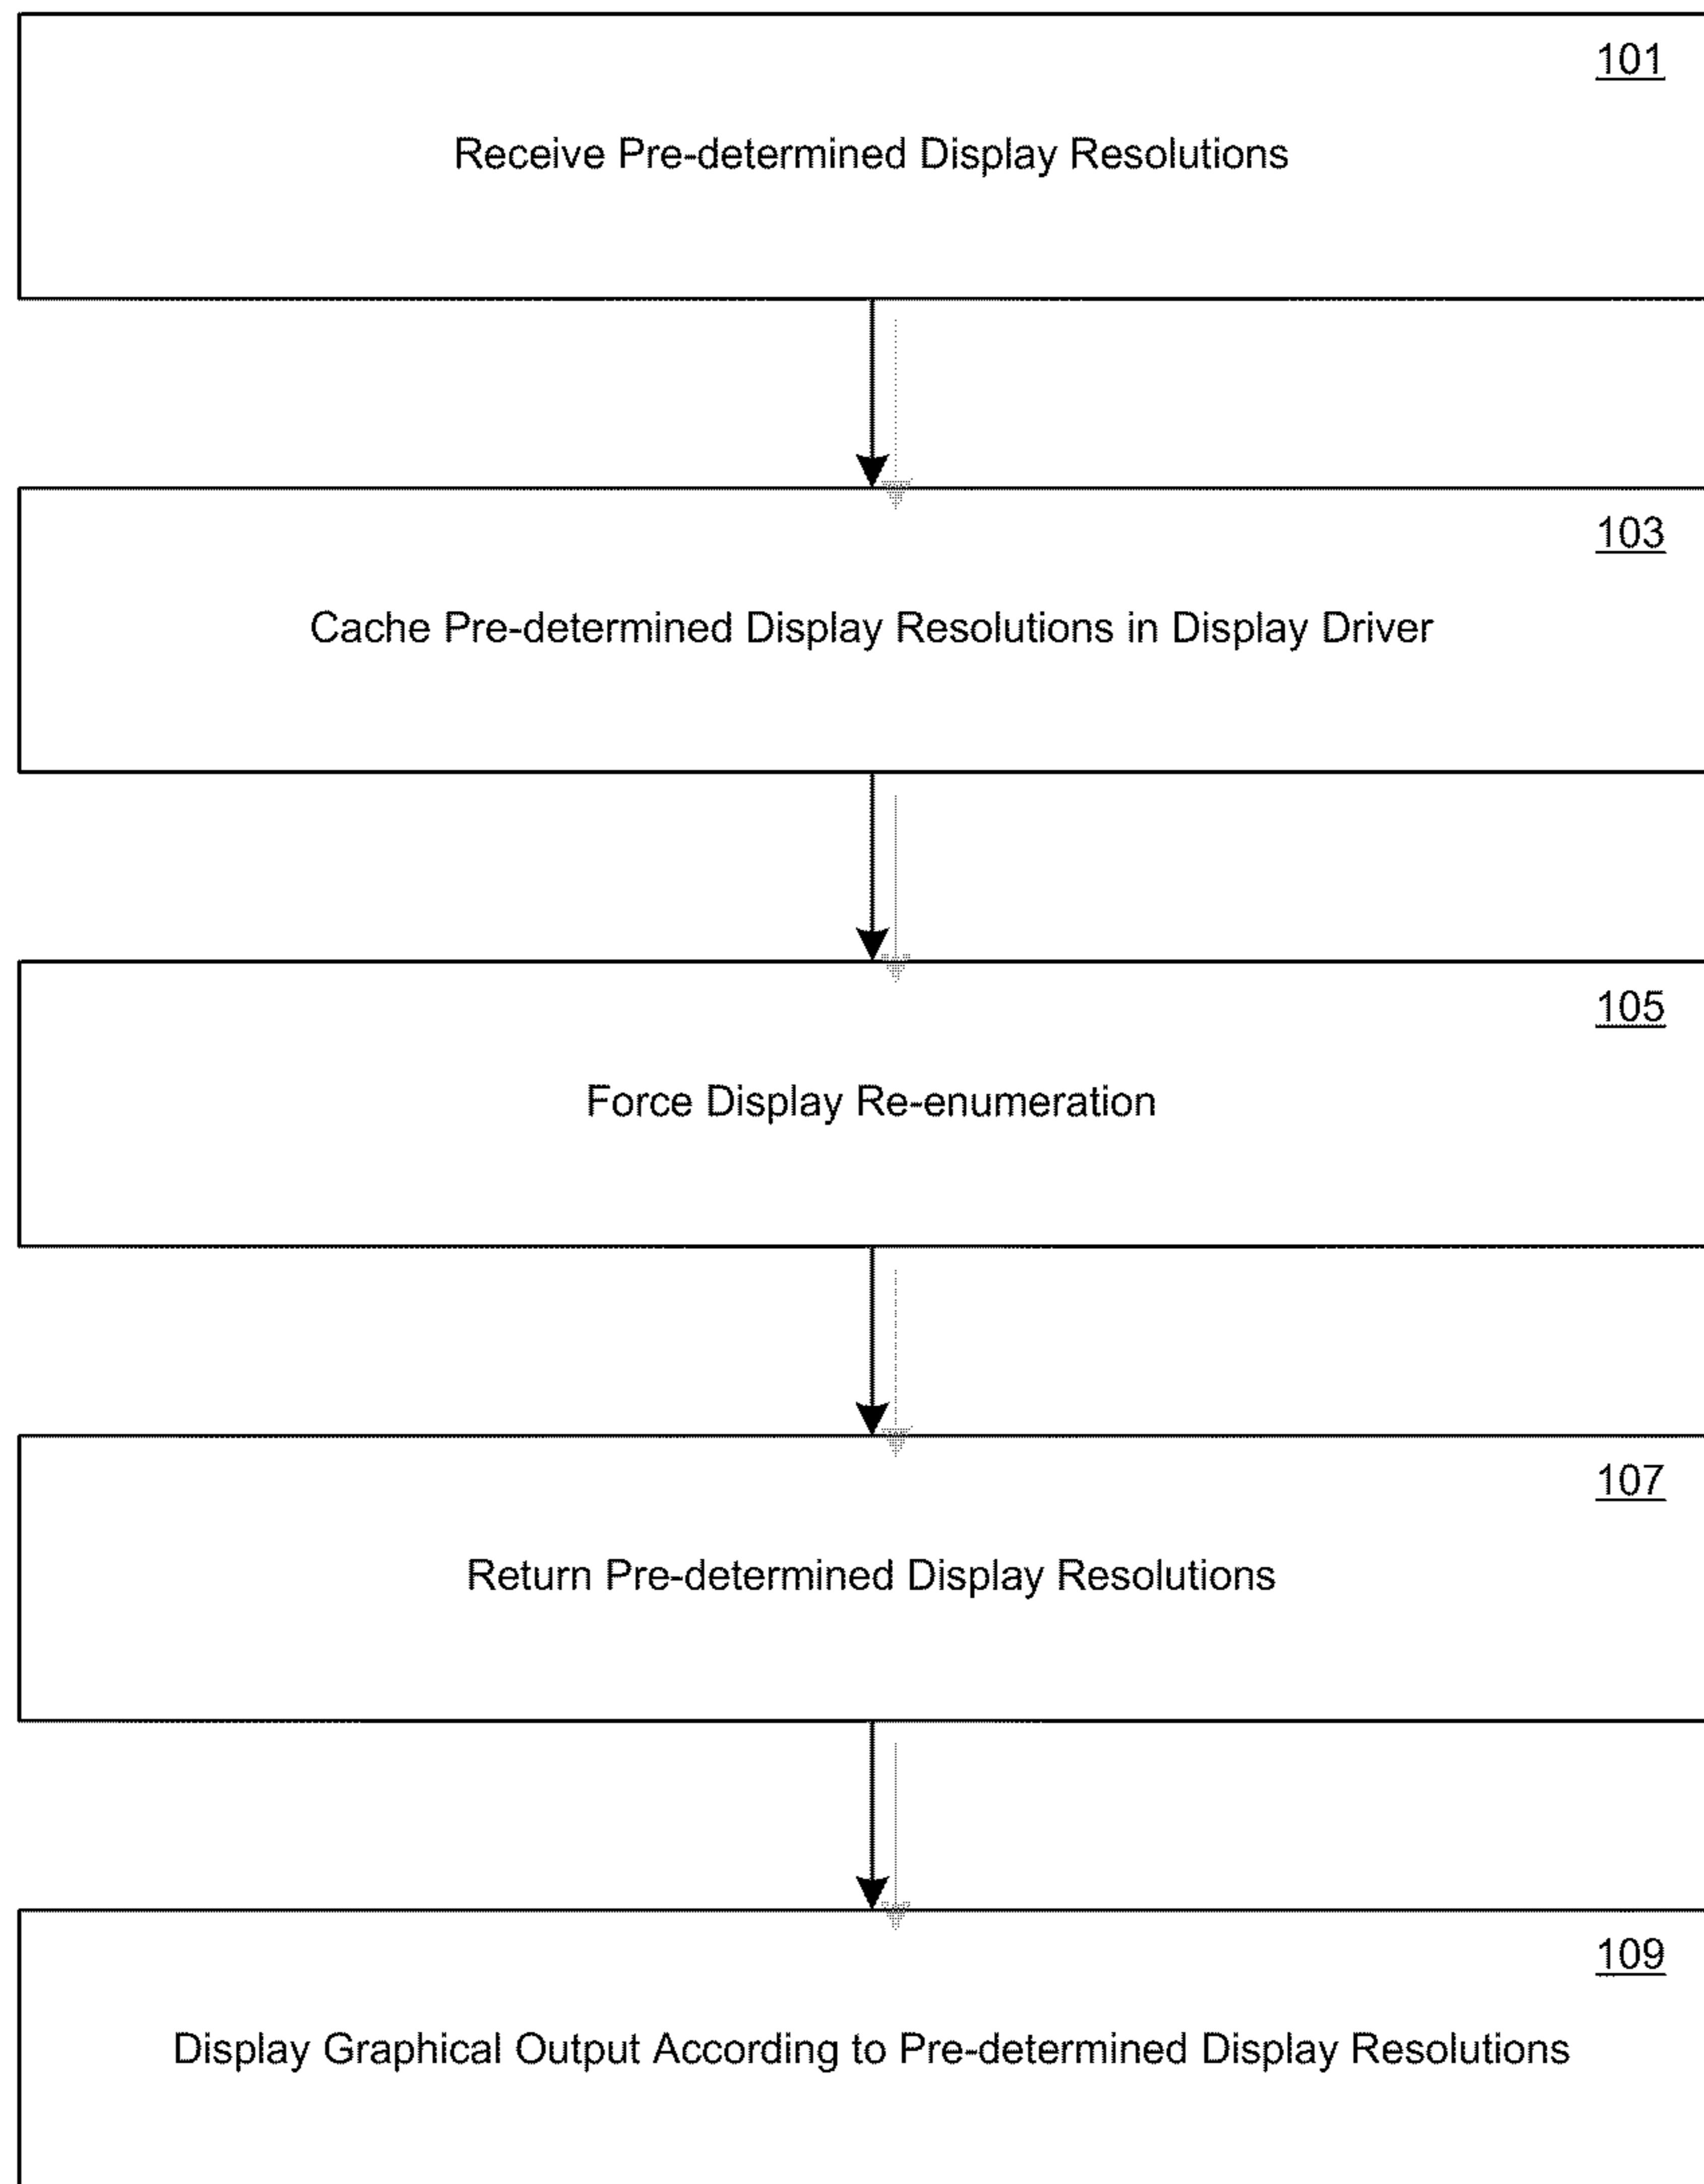 101
Receive Pre-determined Display Resolutions
103
Cache Pre-determined Display Resolutions in Display Driver
105
Force Display Re-enumeration
107
Return Pre-determined Display Resolutions
109
Display Graphical Output According to Pre-determined Display Resolutions